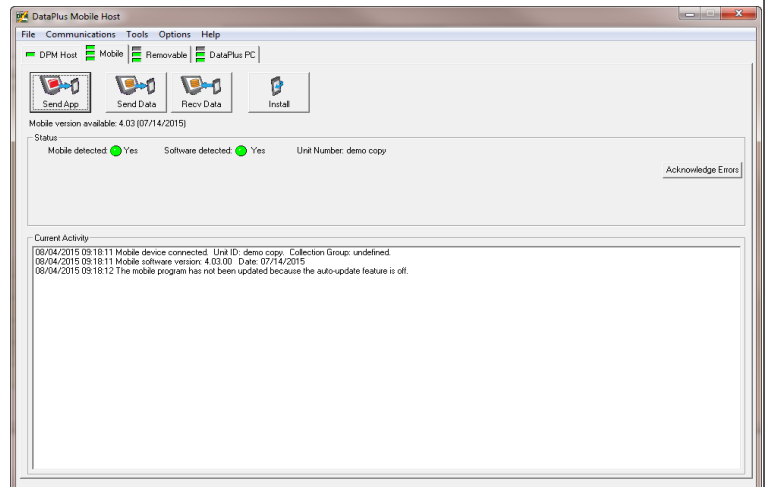 DataPlus Mobile Host
File Communications Tools Options Help
DPM Host Mobile Removable DataPlus PC
Send App Send Data Recv Data Install
Mobile version available: 4.03 (07/14/2015)
Status
Mobile detected: Yes Software detected: Yes Unit Number: demo copy
Acknowledge Errors
Current Activity
08/04/2015 09:18:11 Mobile device connected. Unit ID: demo copy. Collection Group: undefined.
08/04/2015 09:18:11 Mobile software version: 4.03.00 Date: 07/14/2015
08/04/2015 09:18:12 The mobile program has not been updated because the auto-update feature is off.